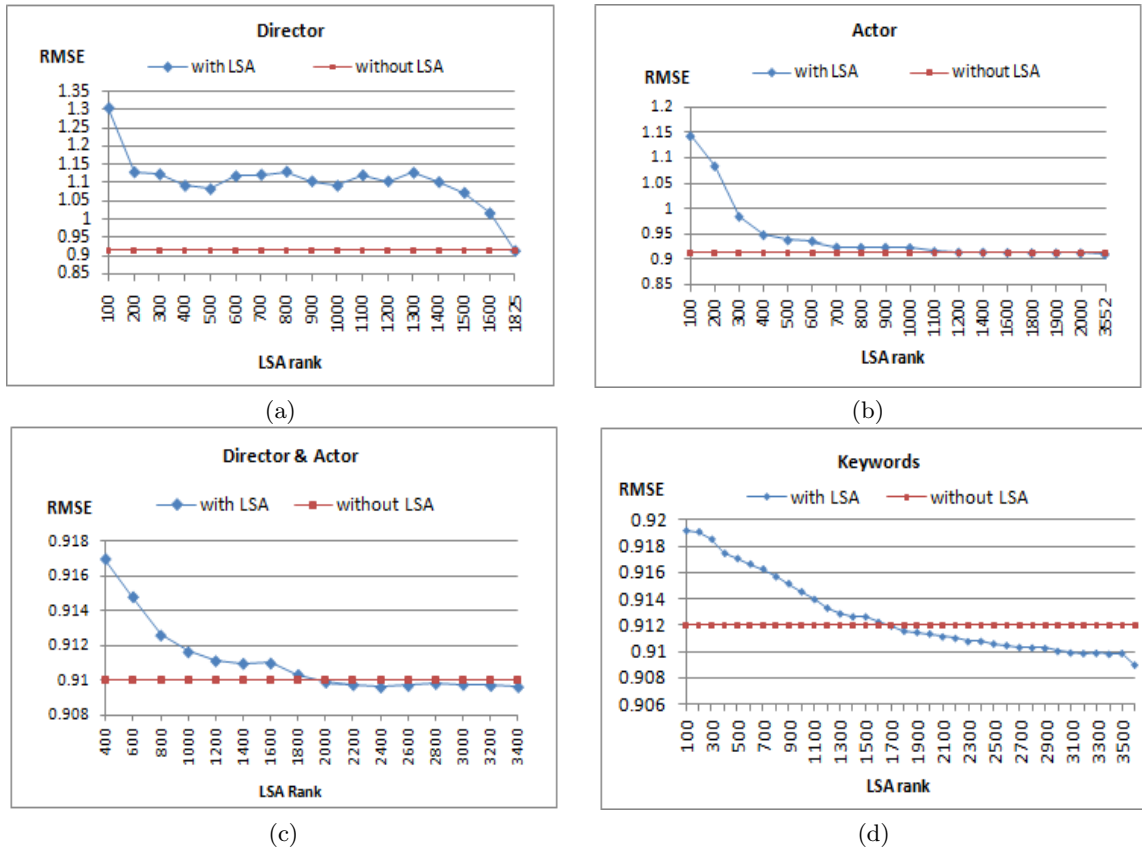 Director
RMSE
with LSA without LSA
1.35
1.3
1.25
1.2
1.15
1.1
1.05
1
0.95
0.9
0.85
100 200 300 400 500 600 700 800 900 1000 1100 1200 1300 1400 1500 1600 1825
LSA rank
(a)
Actor
RMSE
with LSA without LSA
1.2
1.15
1.1
1.05
1
0.95
0.9
0.85
100 200 300 400 500 600 700 800 900 1000 1100 1200 1400 1600 1800 1900 2000 3552
LSA rank
(b)
Director & Actor
RMSE
with LSA without LSA
0.918
0.916
0.914
0.912
0.91
0.908
400 600 800 1000 1200 1400 1600 1800 2000 2200 2400 2600 2800 3000 3200 3400
LSA Rank
(c)
Keywords
RMSE
with LSA without LSA
0.92
0.918
0.916
0.914
0.912
0.91
0.908
0.906
100 300 500 700 900 1100 1300 1500 1700 1900 2100 2300 2500 2700 2900 3100 3300 3500
LSA rank
(d)